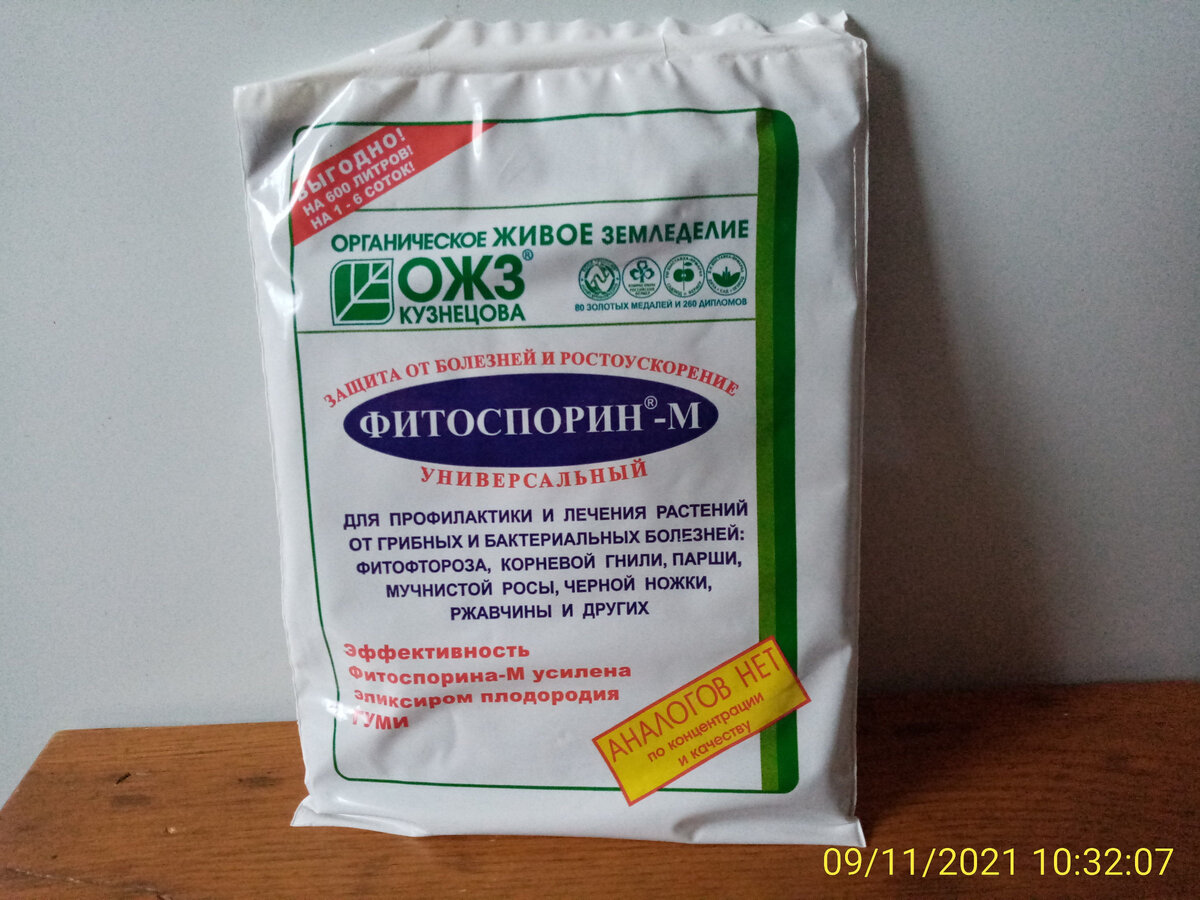 ВЫГОДНО!
НА 600 ЛИТРОВ!
НА 1 - 6 СОТОК!
ОРГАНИЧЕСКОЕ ЖИВОЕ ЗЕМЛЕДЕЛИЕ
ОЖЗ®
КУЗНЕЦОВА
80 ЗОЛОТЫХ МЕДАЛЕЙ И 260 ДИПЛОМОВ
ЗАЩИТА ОТ БОЛЕЗНЕЙ И РОСТОУСКОРЕНИЕ
ФИТОСПОРИН®-М
УНИВЕРСАЛЬНЫЙ
ДЛЯ ПРОФИЛАКТИКИ И ЛЕЧЕНИЯ РАСТЕНИЙ
ОТ ГРИБНЫХ И БАКТЕРИАЛЬНЫХ БОЛЕЗНЕЙ:
ФИТОФТОРОЗА, КОРНЕВОЙ ГНИЛИ, ПАРШИ,
МУЧНИСТОЙ РОСЫ, ЧЕРНОЙ НОЖКИ,
РЖАВЧИНЫ И ДРУГИХ
Эффективность
Фитоспорина-М усилена
эликсиром плодородия
ГУМИ
АНАЛОГОВ НЕТ
по концентрации
и качеству
09/11/2021 10:32:07